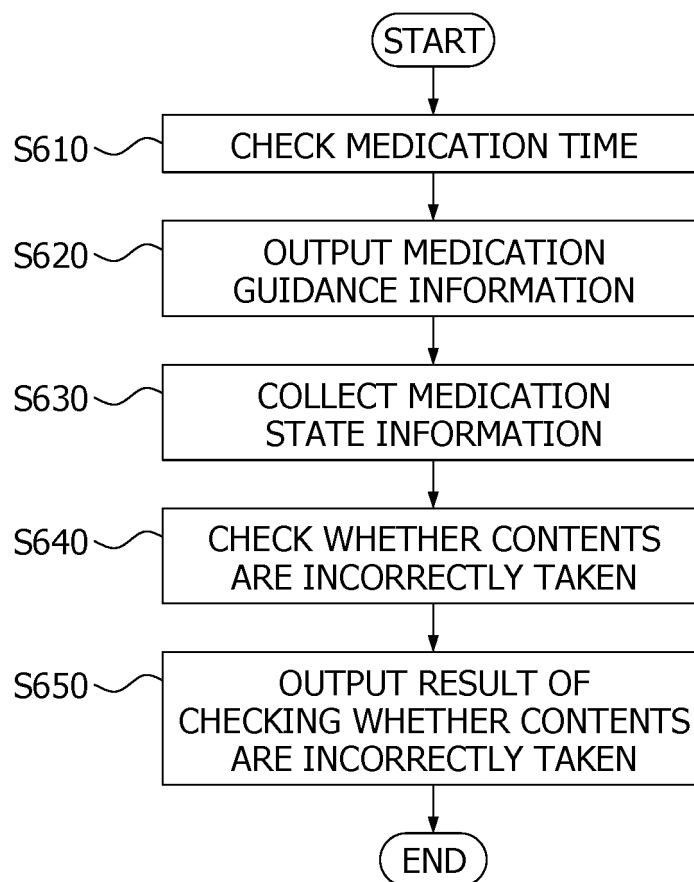 START
S610
CHECK MEDICATION TIME
S620
OUTPUT MEDICATION
GUIDANCE INFORMATION
S630
COLLECT MEDICATION
STATE INFORMATION
S640
CHECK WHETHER CONTENTS
ARE INCORRECTLY TAKEN
S650
OUTPUT RESULT OF
CHECKING WHETHER CONTENTS
ARE INCORRECTLY TAKEN
END